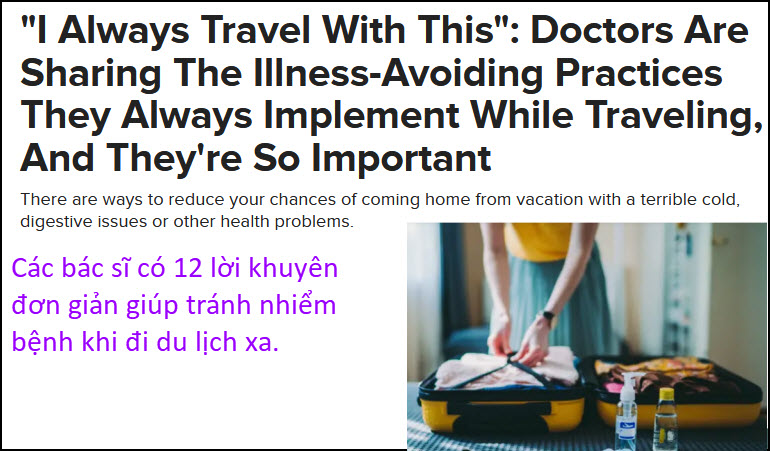 "I Always Travel With This": Doctors Are
Sharing The Illness-Avoiding Practices
They Always Implement While Traveling,
And They're So Important
There are ways to reduce your chances of coming home from vacation with a terrible cold,
digestive issues or other health problems.
Các bác sĩ có 12 lời khuyên
đơn giản giúp tránh nhiểm
bệnh khi đi du lịch xa.